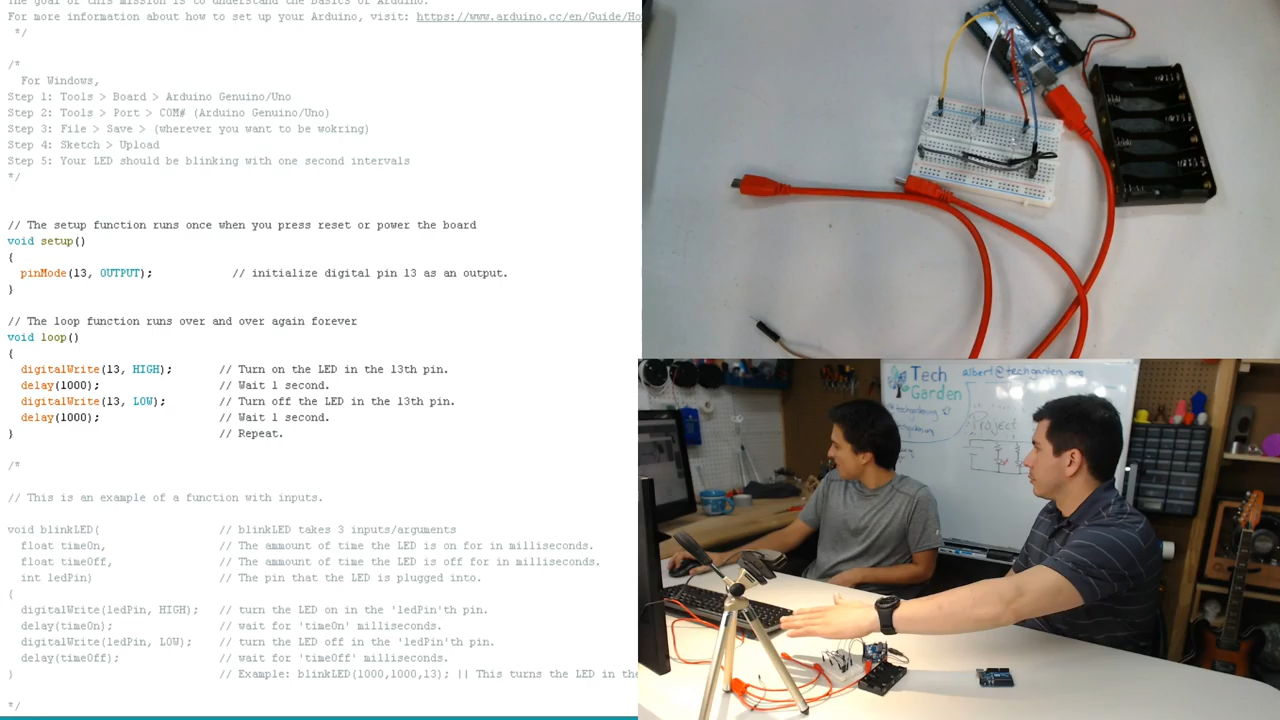 The goal of this mission is to understand the basics of Arduino.
For more information about how to set up your Arduino, visit: https://www.arduino.cc/en/Guide/Ho
*/
/*
For Windows,
Step 1: Tools > Board > Arduino Genuino/Uno
Step 2: Tools > Port > COM# (Arduino Genuino/Uno)
Step 3: File > Save > (wherever you want to be wokring)
Step 4: Sketch > Upload
Step 5: Your LED should be blinking with one second intervals
*/
// The setup function runs once when you press reset or power the board
void setup()
{
pinMode(13, OUTPUT); // initialize digital pin 13 as an output.
}
// The loop function runs over and over again forever
void loop()
{
digitalWrite(13, HIGH); // Turn on the LED in the 13th pin.
delay(1000); // Wait 1 second.
digitalWrite(13, LOW); // Turn off the LED in the 13th pin.
delay(1000); // Wait 1 second.
} // Repeat.
/*
// This is an example of a function with inputs.
void blinkLED( // blinkLED takes 3 inputs/arguments
float timeOn, // The ammount of time the LED is on for in milliseconds.
float timeOff, // The ammount of time the LED is off for in milliseconds.
int ledPin) // The pin that the LED is plugged into.
{
digitalWrite(ledPin, HIGH); // turn the LED on in the 'ledPin'th pin.
delay(timeOn); // wait for 'timeOn' milliseconds.
digitalWrite(ledPin, LOW); // turn the LED off in the 'ledPin'th pin.
delay(timeOff); // wait for 'timeOff' milliseconds.
} // Example: blinkLED(1000,1000,13); || This turns the LED in the
*/
Tech
Garden
albert@techgarden.org
Project